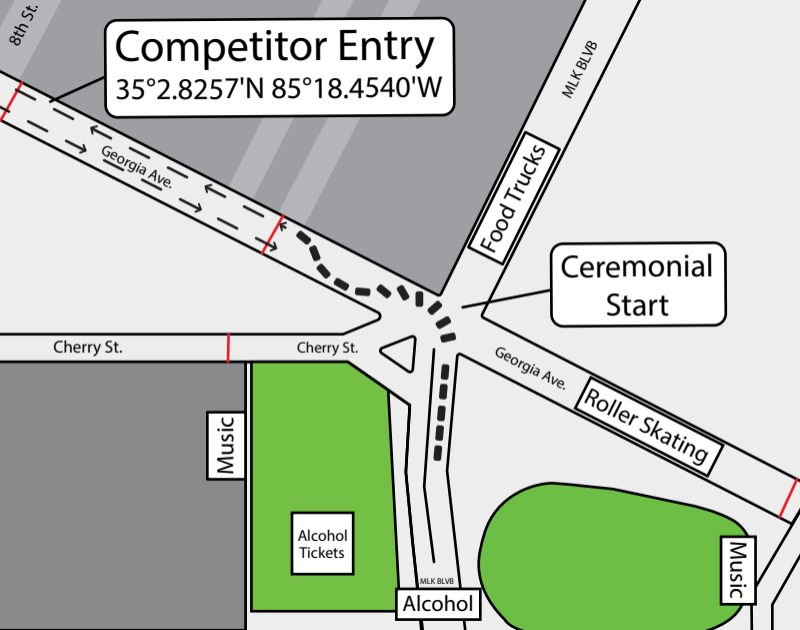 8th St.
Competitor Entry
35°2.8257'N 85°18.4540'W
MLK BLVB
Georgia Ave.
Food Trucks
Ceremonial
Start
Cherry St.
Cherry St.
Georgia Ave.
Roller Skating
Music
Alcohol
Tickets
Music
MLK BLVB
Alcohol